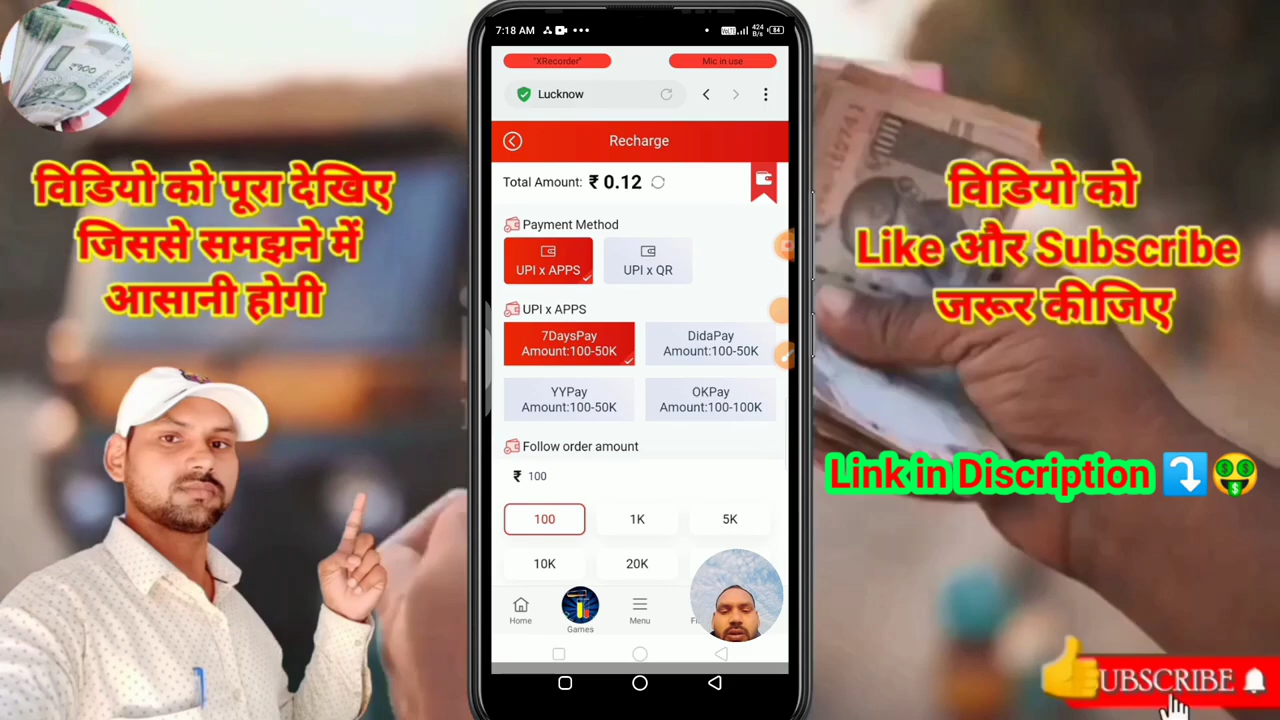 7:18 AM
VoLTE
424
B/s
84
"XRecorder"
Mic in use
Lucknow
Recharge
Total Amount: ₹ 0.12
Payment Method
UPI x APPS
UPI x QR
UPI x APPS
7DaysPay
Amount:100-50K
DidaPay
Amount:100-50K
YYPay
Amount:100-50K
OKPay
Amount:100-100K
Follow order amount
₹ 100
100
1K
5K
10K
20K
Home
Games
Menu
विडियो को पूरा देखिए
जिससे समझने में
आसानी होगी
विडियो को
Like और Subscribe
जरूर कीजिए
Link in Discription ⤵️🤑
SUBSCRIBE